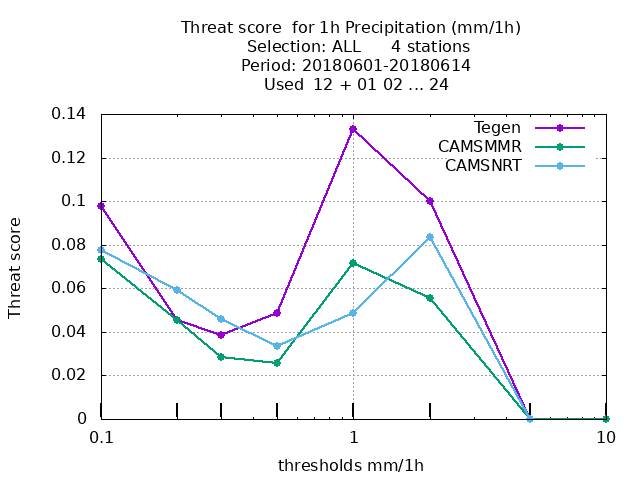 Threat score  for 1h Precipitation (mm/1h)
Selection: ALL      4 stations
Period: 20180601-20180614
Used  12 + 01 02 ... 24
Tegen
CAMSMMR
CAMSNRT
0.14
0.12
0.1
0.08
0.06
0.04
0.02
0
Threat score
0.1 1 10
thresholds mm/1h